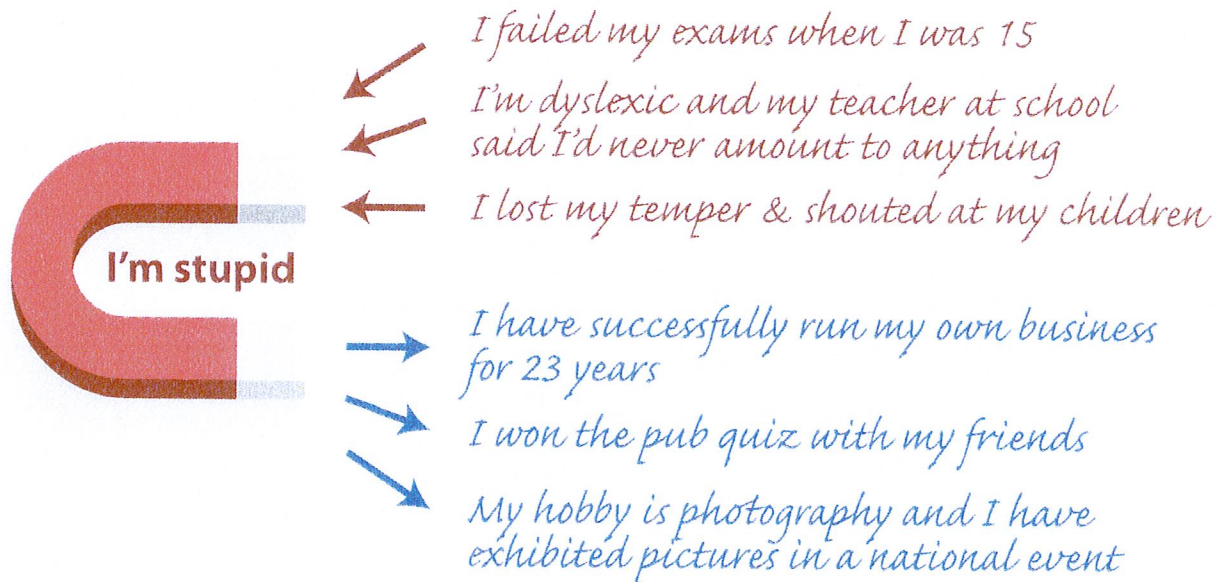 I failed my exams when I was 15
I'm dyslexic and my teacher at school
said I'd never amount to anything
I lost my temper & shouted at my children
I'm stupid
I have successfully run my own business
for 23 years
I won the pub quiz with my friends
My hobby is photography and I have
exhibited pictures in a national event